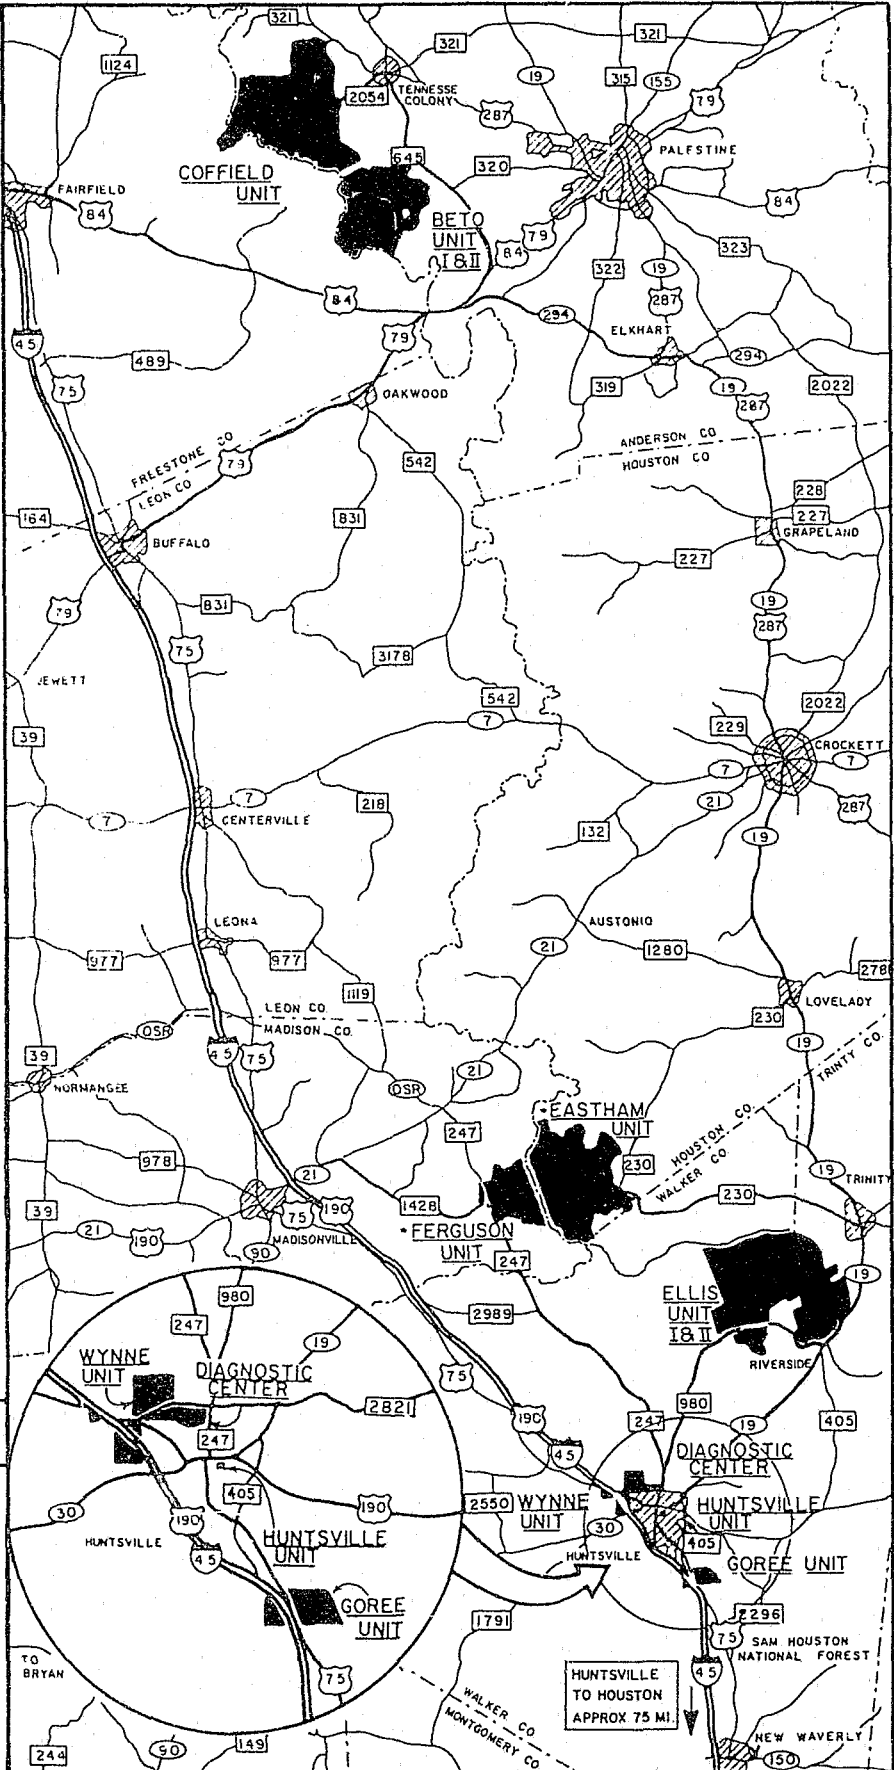 321
321
321
1124
19
315
155
2054
TENNESSE
COLONY
287
79
PALESTINE
645
320
COFFIELD
UNIT
FAIRFIELD
84
84
BETO
UNIT
I & II
79
84
323
322
19
84
287
294
ELKHART
45
79
489
294
75
319
19
2022
OAKWOOD
287
ANDERSON CO
HOUSTON CO
FREESTONE CO
LEON CO
79
542
228
164
831
227
GRAPELAND
BUFFALO
227
79
831
19
287
75
3178
JEWETT
542
2022
7
229
39
CROCKETT
7
7
7
218
21
287
7
CENTERVILLE
132
19
LEONA
AUSTONIO
21
1280
977
977
278
1119
LOVELADY
LEON CO.
MADISON CO.
230
OSR
19
TRINTY CO.
45
75
39
21
NORMANGEE
OSR
EASTHAM
UNIT
247
HOUSTON CO.
WALKER CO.
978
230
21
19
TRINITY
1428
230
39
190
75
FERGUSON
UNIT
21
190
MADISONVILLE
90
247
19
980
ELLIS
UNIT
I & II
247
2989
19
RIVERSIDE
WYNNE
UNIT
DIAGNOSTIC
CENTER
75
2821
980
190
247
19
405
247
45
DIAGNOSTIC
CENTER
405
190
2550
WYNNE
UNIT
HUNTSVILLE
UNIT
30
190
30
405
HUNTSVILLE
HUNTSVILLE
UNIT
HUNTSVILLE
45
GOREE UNIT
GOREE
UNIT
1791
2296
75
SAM HOUSTON
NATIONAL FOREST
TO
BRYAN
75
45
HUNTSVILLE
TO HOUSTON
APPROX 75 MI.
WALKER CO.
MONTGOMERY CO.
NEW WAVERLY
244
90
149
150